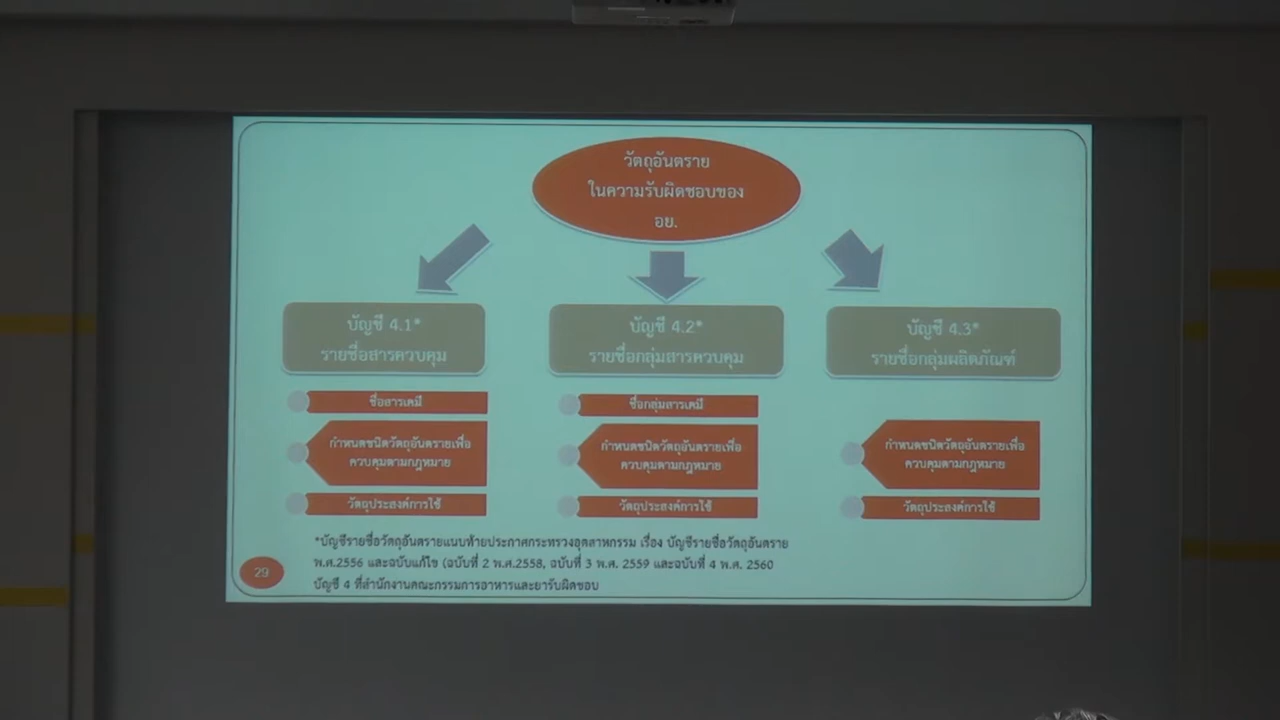 วัตถุอันตราย
ในความรับผิดชอบของ
อย.
บัญชี 4.1*
รายชื่อสารควบคุม
บัญชี 4.2*
รายชื่อกลุ่มสารควบคุม
บัญชี 4.3*
รายชื่อกลุ่มผลิตภัณฑ์
ชื่อสารเคมี
กำหนดชนิดวัตถุอันตรายเพื่อ
ควบคุมตามกฎหมาย
วัตถุประสงค์การใช้
ชื่อกลุ่มสารเคมี
กำหนดชนิดวัตถุอันตรายเพื่อ
ควบคุมตามกฎหมาย
วัตถุประสงค์การใช้
กำหนดชนิดวัตถุอันตรายเพื่อ
ควบคุมตามกฎหมาย
วัตถุประสงค์การใช้
*บัญชีรายชื่อวัตถุอันตรายแนบท้ายประกาศกระทรวงอุตสาหกรรม เรื่อง บัญชีรายชื่อวัตถุอันตราย
พ.ศ.2556 และฉบับแก้ไข (ฉบับที่ 2 พ.ศ.2558, ฉบับที่ 3 พ.ศ. 2559 และฉบับที่ 4 พ.ศ. 2560
บัญชี 4 ที่สำนักงานคณะกรรมการอาหารและยารับผิดชอบ
29